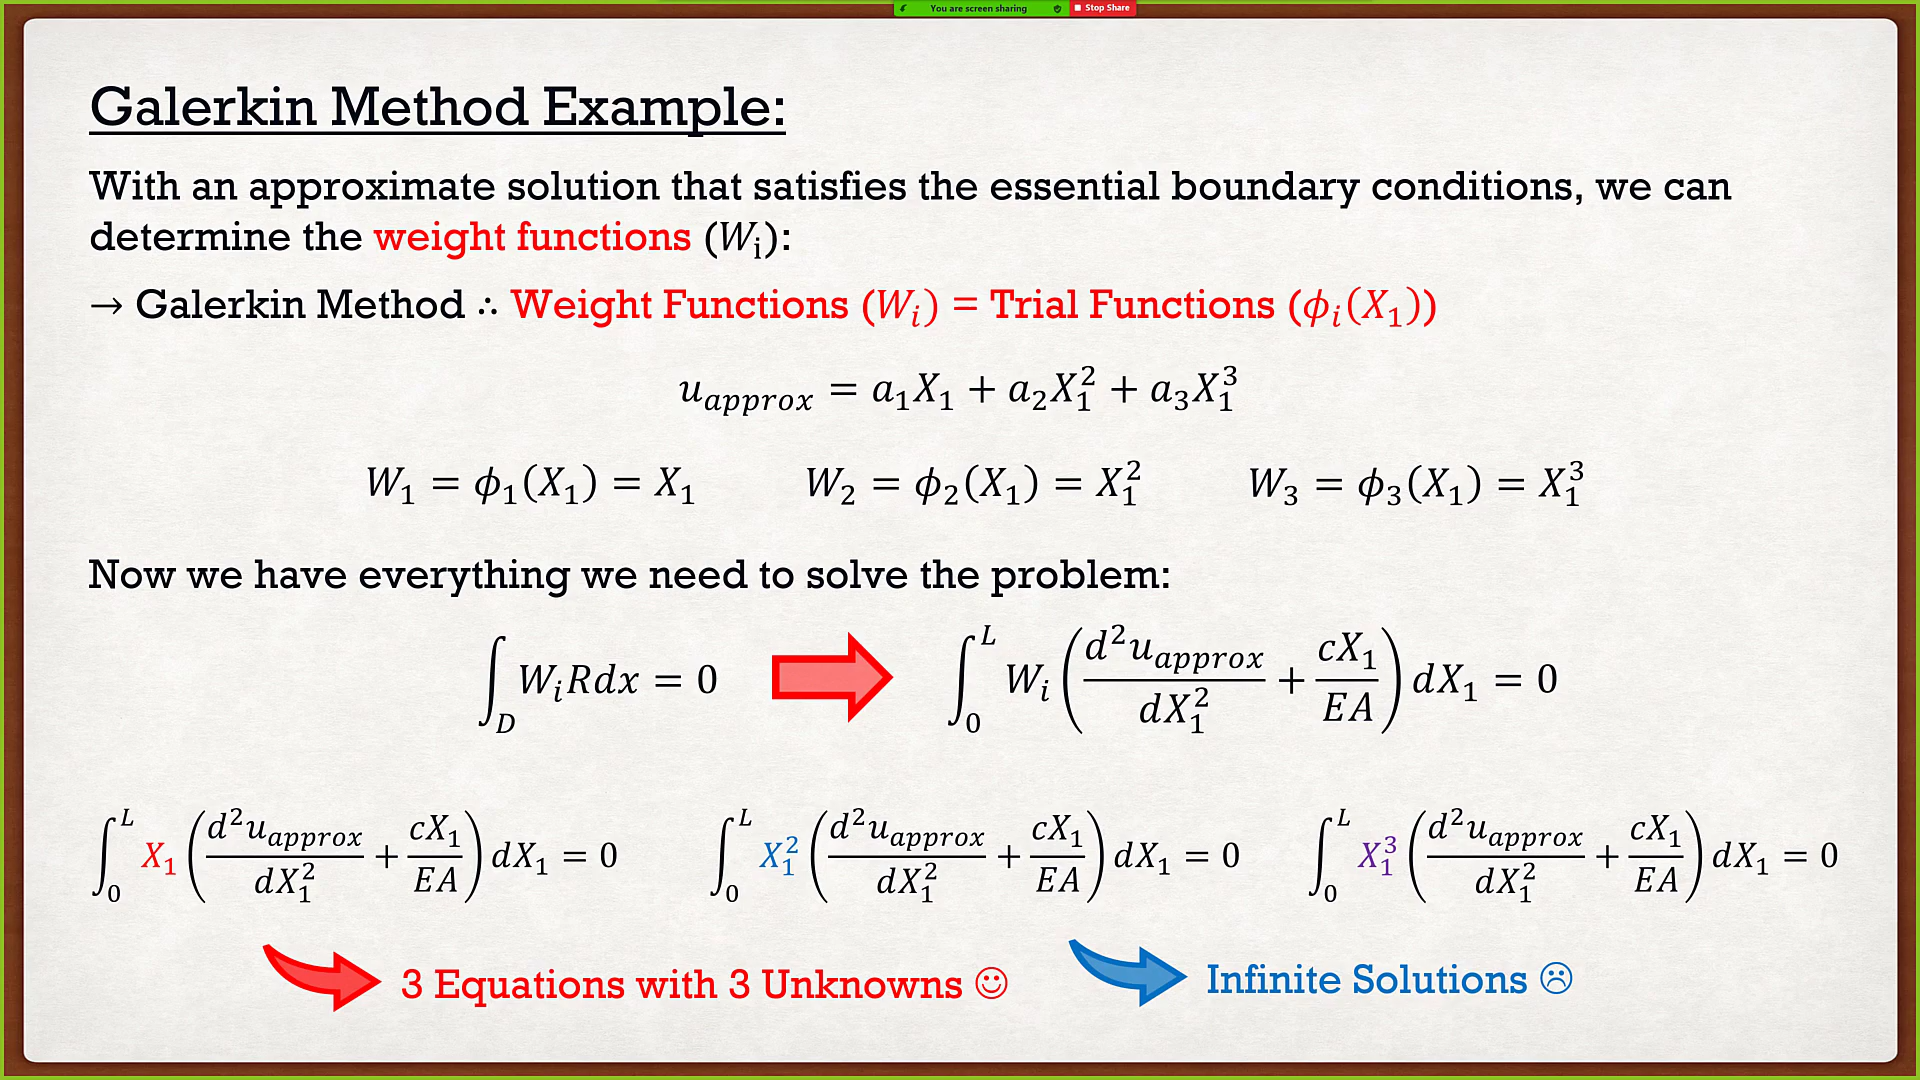 You are screen sharing Stop Share
Galerkin Method Example:
With an approximate solution that satisfies the essential boundary conditions, we can
determine the weight functions (Wᵢ):
→ Galerkin Method ∴ Weight Functions (Wᵢ) = Trial Functions (ϕᵢ(X₁))
u_approx = a₁X₁ + a₂X₁² + a₃X₁³
W₁ = ϕ₁(X₁) = X₁ W₂ = ϕ₂(X₁) = X₁² W₃ = ϕ₃(X₁) = X₁³
Now we have everything we need to solve the problem:
∫_D WᵢRdx = 0 ∫₀^L Wᵢ (d²u_approx/dX₁² + cX₁/EA) dX₁ = 0
∫₀^L X₁ (d²u_approx/dX₁² + cX₁/EA) dX₁ = 0 ∫₀^L X₁² (d²u_approx/dX₁² + cX₁/EA) dX₁ = 0 ∫₀^L X₁³ (d²u_approx/dX₁² + cX₁/EA) dX₁ = 0
3 Equations with 3 Unknowns ☺ Infinite Solutions ☹